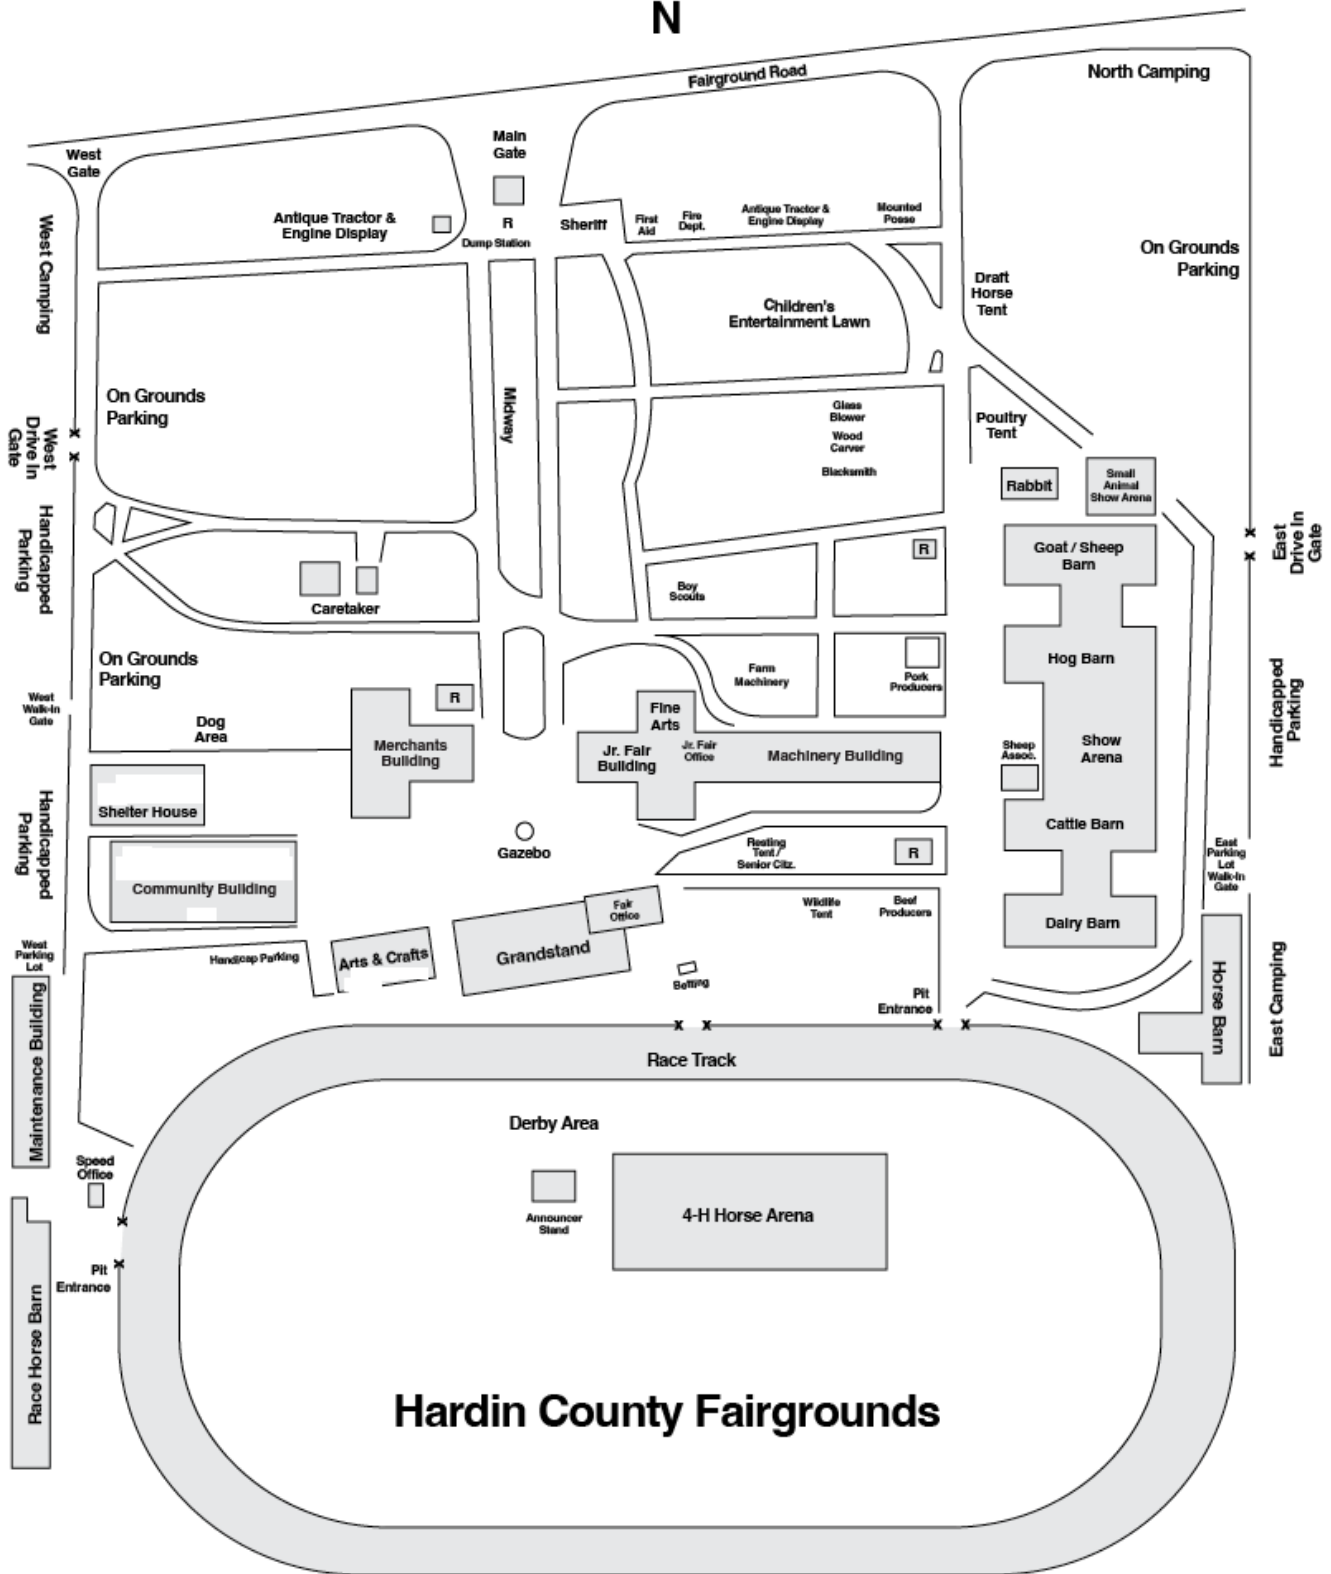 N
Fairground Road
North Camping
Main
Gate
West
Gate
Antique Tractor &
Engine Display
R
Dump Station
Sheriff
First
Aid
Fire
Dept.
Antique Tractor &
Engine Display
Mounted
Posse
West Camping
On Grounds
Parking
Draft
Horse
Tent
Children's
Entertainment Lawn
On Grounds
Parking
Midway
Glass
Blower
Wood
Carver
Blacksmith
Poultry
Tent
West
Drive In
Gate
Rabbit
Small
Animal
Show Arena
Handicapped
Parking
East
Drive In
Gate
Goat / Sheep
Barn
R
Boy
Scouts
Caretaker
On Grounds
Parking
Hog Barn
Farm
Machinery
Pork
Producers
Handicapped
Parking
West
Walk-In
Gate
R
Dog
Area
Fine
Arts
Merchants
Building
Jr. Fair
Building
Jr. Fair
Office
Machinery Building
Sheep
Assoc.
Show
Arena
Shelter House
Handicapped
Parking
Gazebo
Cattle Barn
Resting
Tent /
Senior Citz.
R
East
Parking
Lot
Walk-In
Gate
Community Building
Fair
Office
Wildlife
Tent
Beef
Producers
Dairy Barn
West
Parking
Lot
Handicap Parking
Arts & Crafts
Grandstand
Betting
Pit
Entrance
Horse Barn
East Camping
Maintenance Building
Race Track
Derby Area
Speed
Office
Announcer
Stand
4-H Horse Arena
Pit
Entrance
Race Horse Barn
Hardin County Fairgrounds